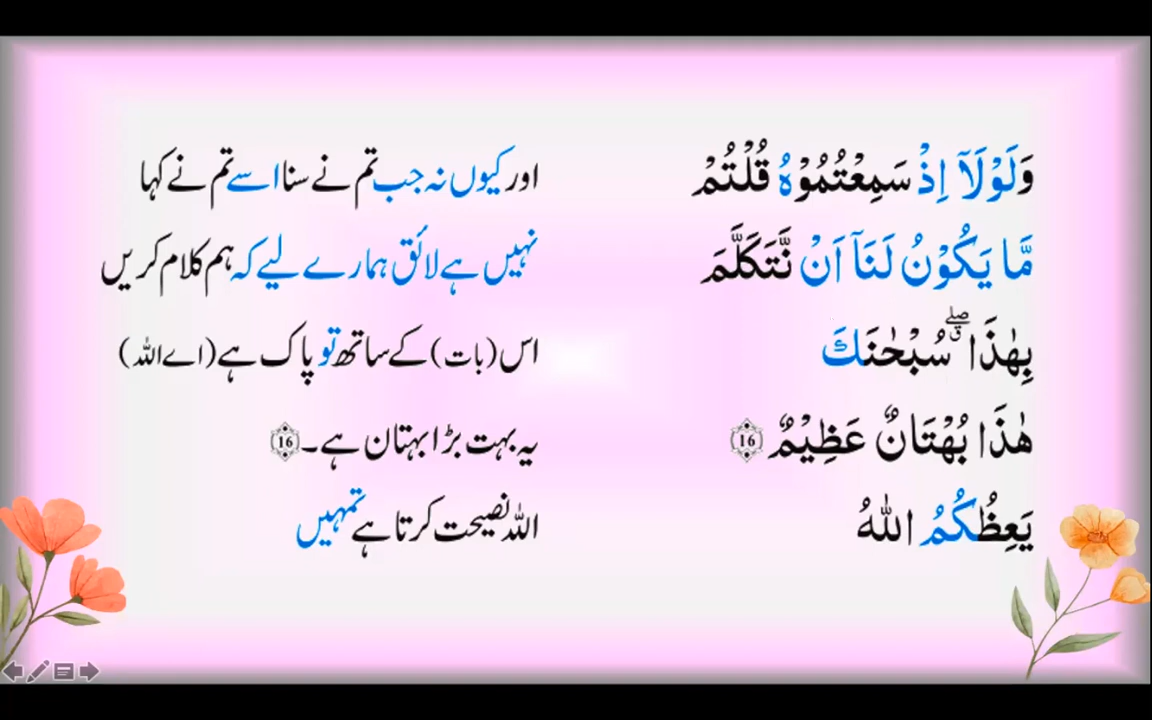 وَلَوْلَاۤ اِذْ سَمِعْتُمُوْهُ قُلْتُمْ اور کیوں نہ جب تم نے سنا اسے تم نے کہا
مَّا يَكُوْنُ لَنَاۤ اَنْ نَّتَكَلَّمَ نہیں ہے لائق ہمارے لیے کہ ہم کلام کریں
بِهٰذَا ۖق سُبْحٰنَكَ اس (بات) کے ساتھ تو پاک ہے (اے اللہ)
هٰذَا بُهْتَانٌ عَظِيْمٌ 16 یہ بہت بڑا بہتان ہے۔ 16
يَعِظُكُمُ اللّٰهُ اللہ نصیحت کرتا ہے تمہیں